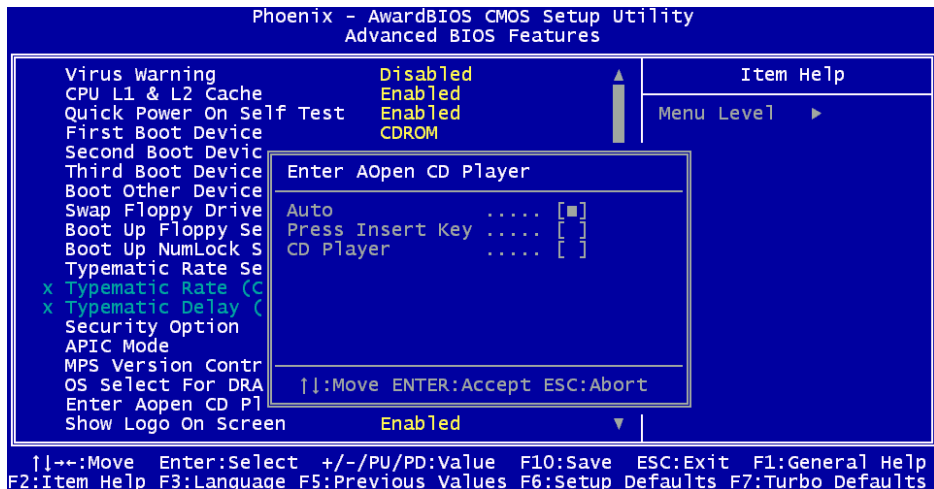 Phoenix - AwardBIOS CMOS Setup Utility
Advanced BIOS Features
Virus Warning Disabled
CPU L1 & L2 Cache Enabled
Quick Power On Self Test Enabled
First Boot Device CDROM
Second Boot Devic
Third Boot Device
Boot Other Device
Swap Floppy Drive
Boot Up Floppy Se
Boot Up NumLock S
Typematic Rate Se
x Typematic Rate (C
x Typematic Delay (
Security Option
APIC Mode
MPS Version Contr
OS Select For DRA
Enter Aopen CD Pl
Show Logo On Screen Enabled
Enter AOpen CD Player
Auto ..... [■]
Press Insert Key ..... [ ]
CD Player ..... [ ]
↑↓:Move ENTER:Accept ESC:Abort
Item Help
Menu Level ▶
↑↓→←:Move Enter:Select +/-/PU/PD:Value F10:Save ESC:Exit F1:General Help
F2:Item Help F3:Language F5:Previous Values F6:Setup Defaults F7:Turbo Defaults